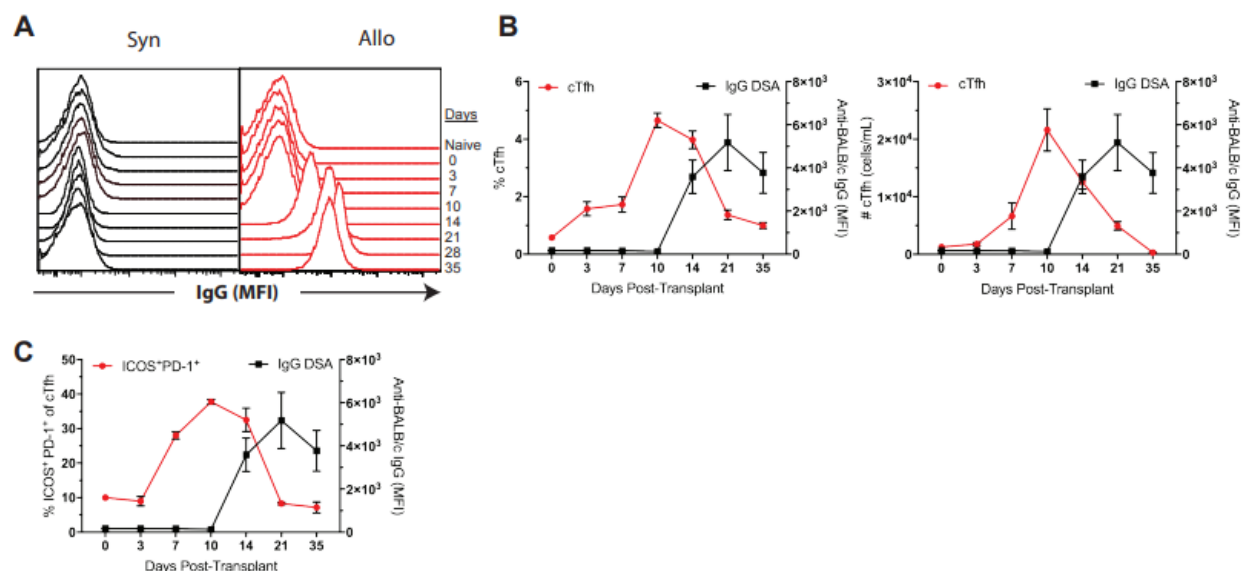 A
Syn
Allo
Days
Naive
0
3
7
10
14
21
28
35
IgG (MFI)
B
cTfh
IgG DSA
6
4
2
0
% cTfh
8×10³
6×10³
4×10³
2×10³
0
Anti-BALB/c IgG (MFI)
0 3 7 10 14 21 35
Days Post-Transplant
cTfh
IgG DSA
3×10⁴
2×10⁴
1×10⁴
0
# cTfh (cells/mL)
8×10³
6×10³
4×10³
2×10³
0
Anti-BALB/c IgG (MFI)
0 3 7 10 14 21 35
Days Post-Transplant
C
ICOS⁺PD-1⁺
IgG DSA
50
40
30
20
10
0
% ICOS⁺ PD-1⁺ of cTfh
8×10³
6×10³
4×10³
2×10³
0
Anti-BALB/c IgG (MFI)
0 3 7 10 14 21 35
Days Post-Transplant